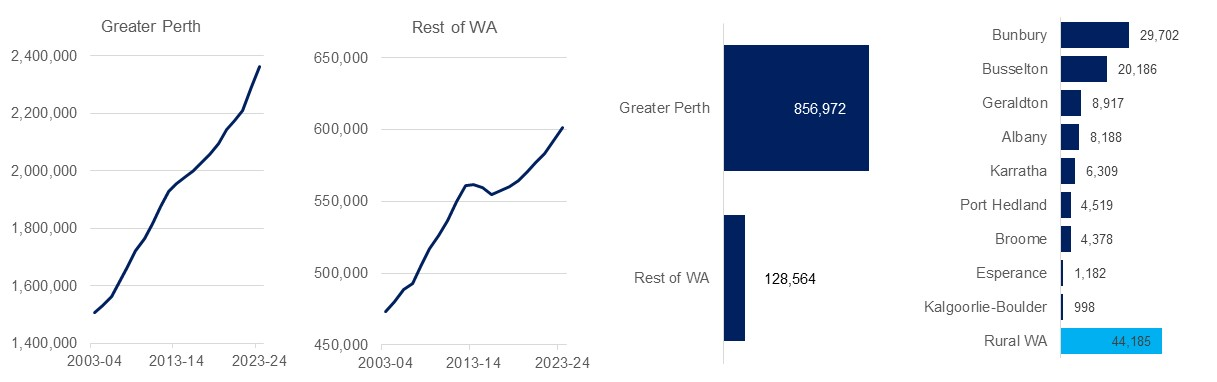 Greater Perth
2,400,000
2,200,000
2,000,000
1,800,000
1,600,000
1,400,000
2003-04 2013-14 2023-24
Rest of WA
650,000
600,000
550,000
500,000
450,000
2003-04 2013-14 2023-24
Greater Perth 856,972
Rest of WA 128,564
Bunbury 29,702
Busselton 20,186
Geraldton 8,917
Albany 8,188
Karratha 6,309
Port Hedland 4,519
Broome 4,378
Esperance 1,182
Kalgoorlie-Boulder 998
Rural WA 44,185